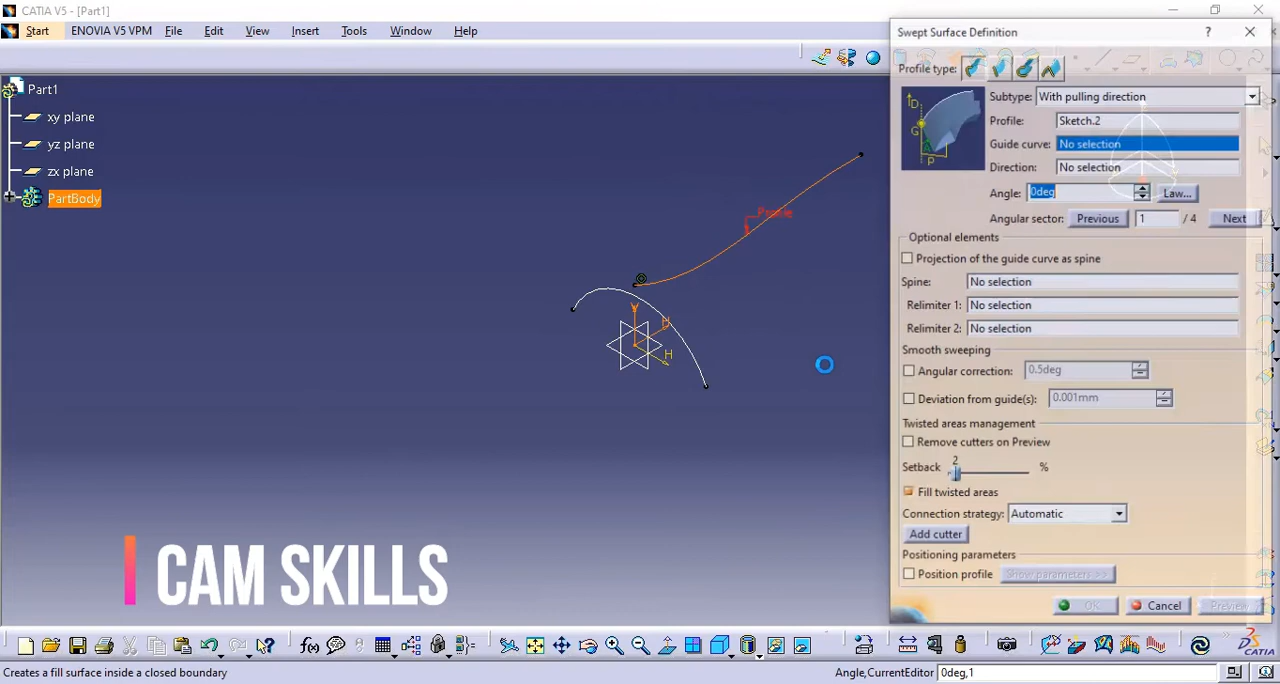 CATIA V5 - [Part1]
Start ENOVIA V5 VPM File Edit View Insert Tools Window Help
Part1
xy plane
yz plane
zx plane
PartBody
Profile
V
H
Swept Surface Definition ?
Profile type:
Subtype: With pulling direction
Profile: Sketch.2
Guide curve: No selection
Direction: No selection
Angle: 0deg Law...
Angular sector: Previous 1 / 4 Next
Optional elements
Projection of the guide curve as spine
Spine: No selection
Relimiter 1: No selection
Relimiter 2: No selection
Smooth sweeping
Angular correction: 0.5deg
Deviation from guide(s): 0.001mm
Twisted areas management
Remove cutters on Preview
2
Setback %
Fill twisted areas
Connection strategy: Automatic
Add cutter
Positioning parameters
Position profile Show parameters >>
OK Cancel Preview
CAM SKILLS
f(x)
CATIA
Creates a fill surface inside a closed boundary
Angle,CurrentEditor 0deg,1